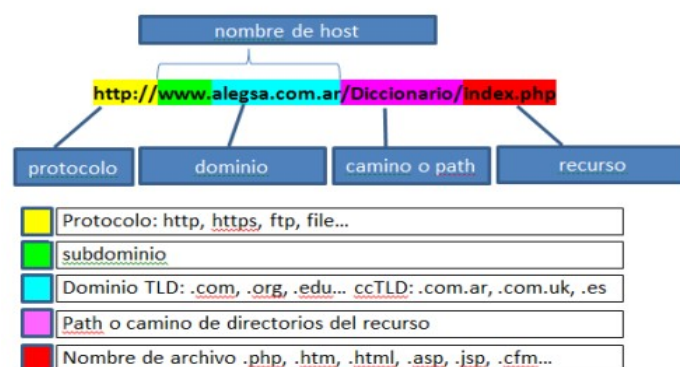 nombre de host
http://www.alegsa.com.ar/Diccionario/index.php
protocolo
dominio
camino o path
recurso
Protocolo: http, https, ftp, file...
subdominio
Dominio TLD: .com, .org, .edu... ccTLD: .com.ar, .com.uk, .es
Path o camino de directorios del recurso
Nombre de archivo .php, .htm, .html, .asp, .jsp, .cfm...